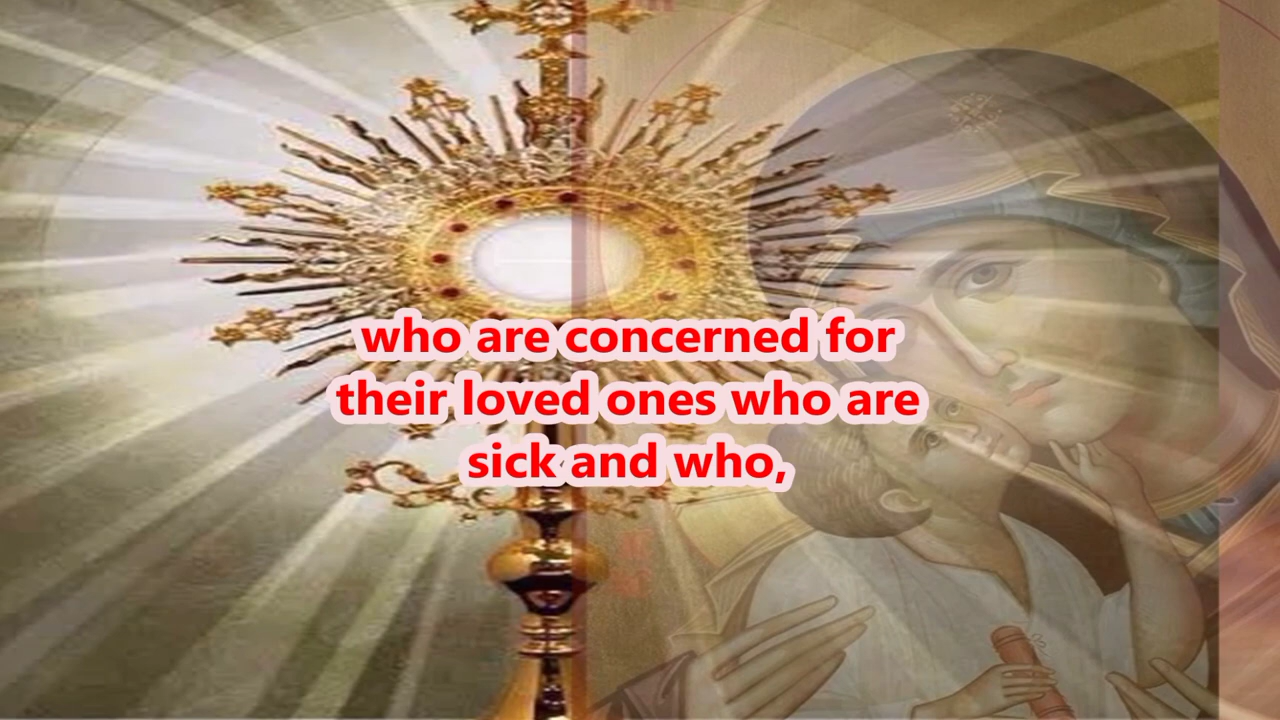 who are concerned for
their loved ones who are
sick and who,